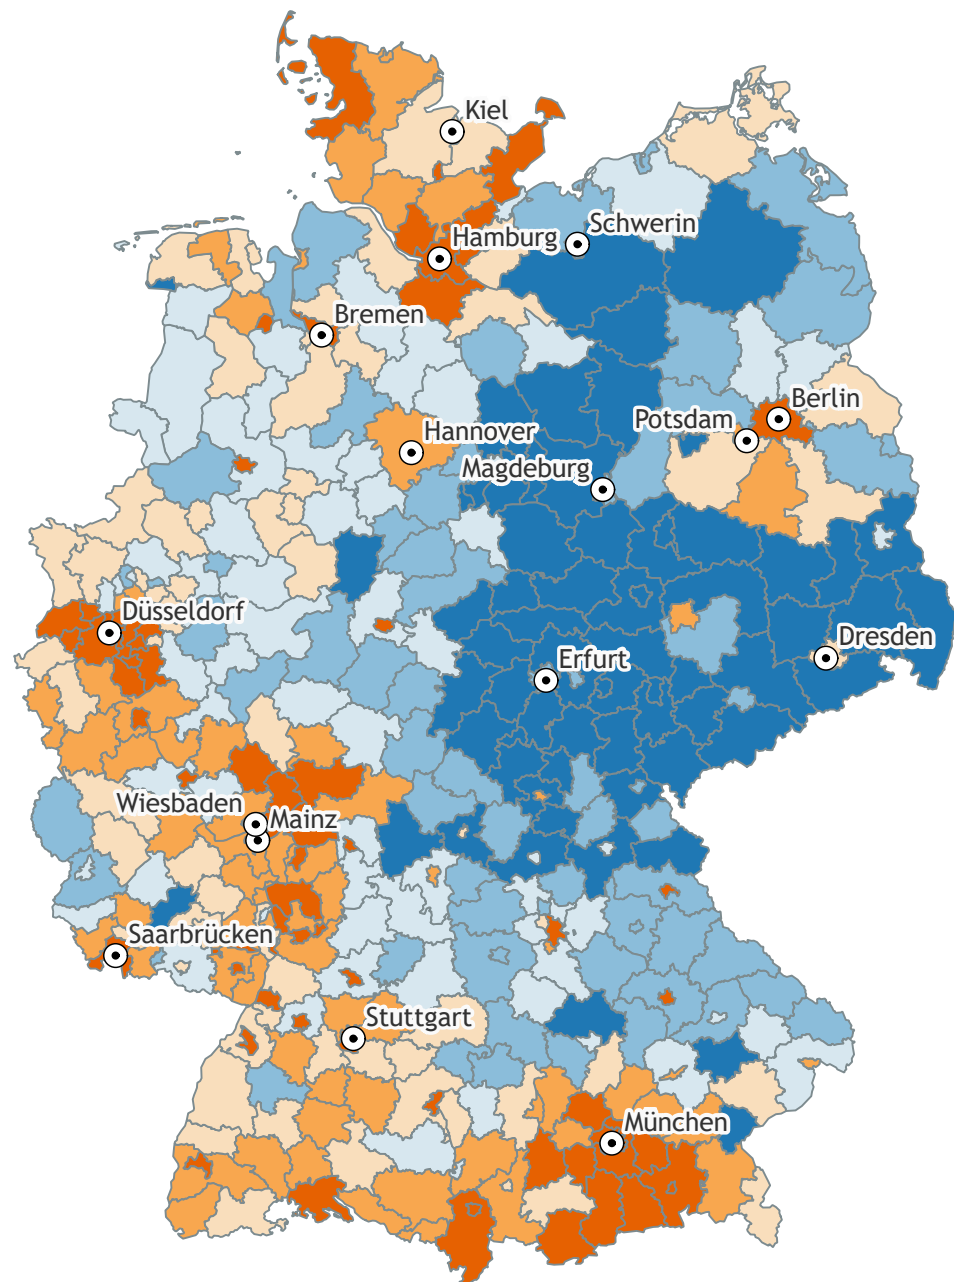 Kiel
Schwerin
Hamburg
Bremen
Berlin
Potsdam
Hannover
Magdeburg
Düsseldorf
Dresden
Erfurt
Wiesbaden
Mainz
Saarbrücken
Stuttgart
München